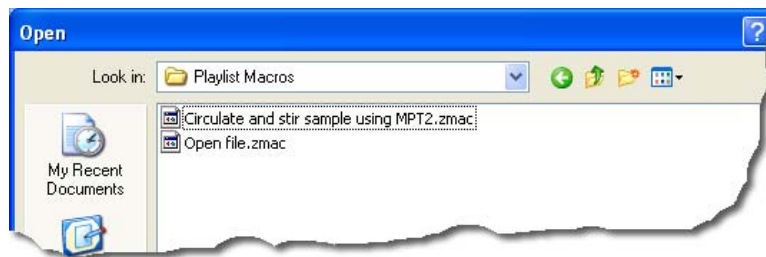 Open
?
Look in: Playlist Macros
Circulate and stir sample using MPT2.zmac
Open file.zmac
My Recent
Documents